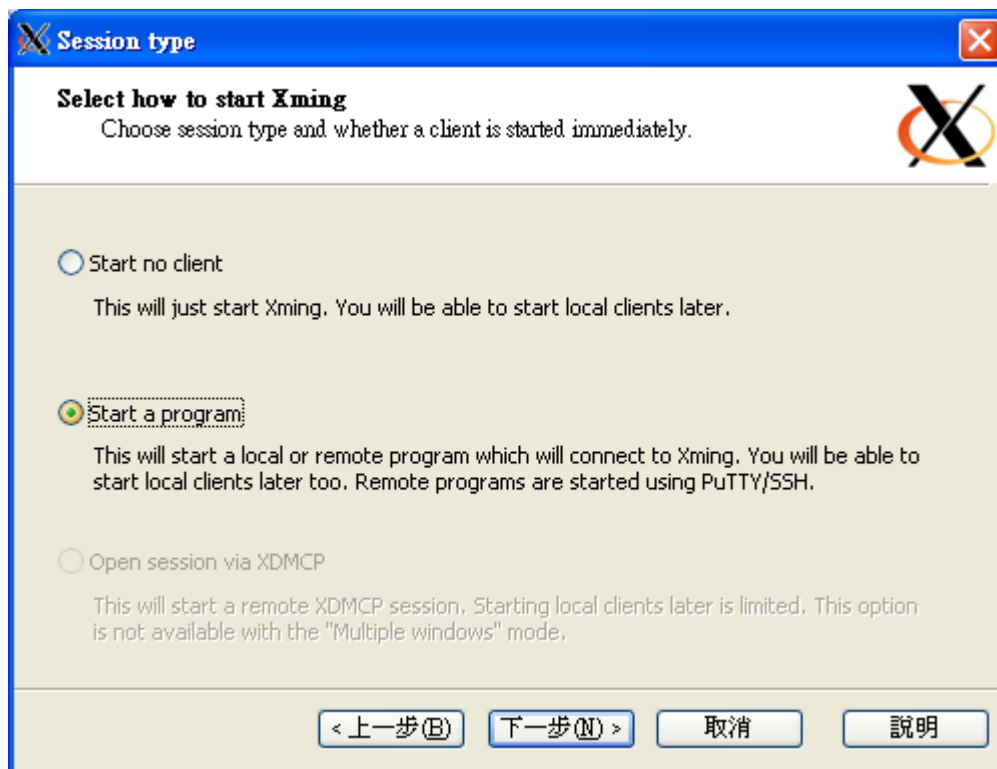 Session type
Select how to start Xming
Choose session type and whether a client is started immediately.
Start no client
This will just start Xming. You will be able to start local clients later.
Start a program
This will start a local or remote program which will connect to Xming. You will be able to
start local clients later too. Remote programs are started using PuTTY/SSH.
Open session via XDMCP
This will start a remote XDMCP session. Starting local clients later is limited. This option
is not available with the "Multiple windows" mode.
< 上一步(B) 下一步(N) > 取消 說明